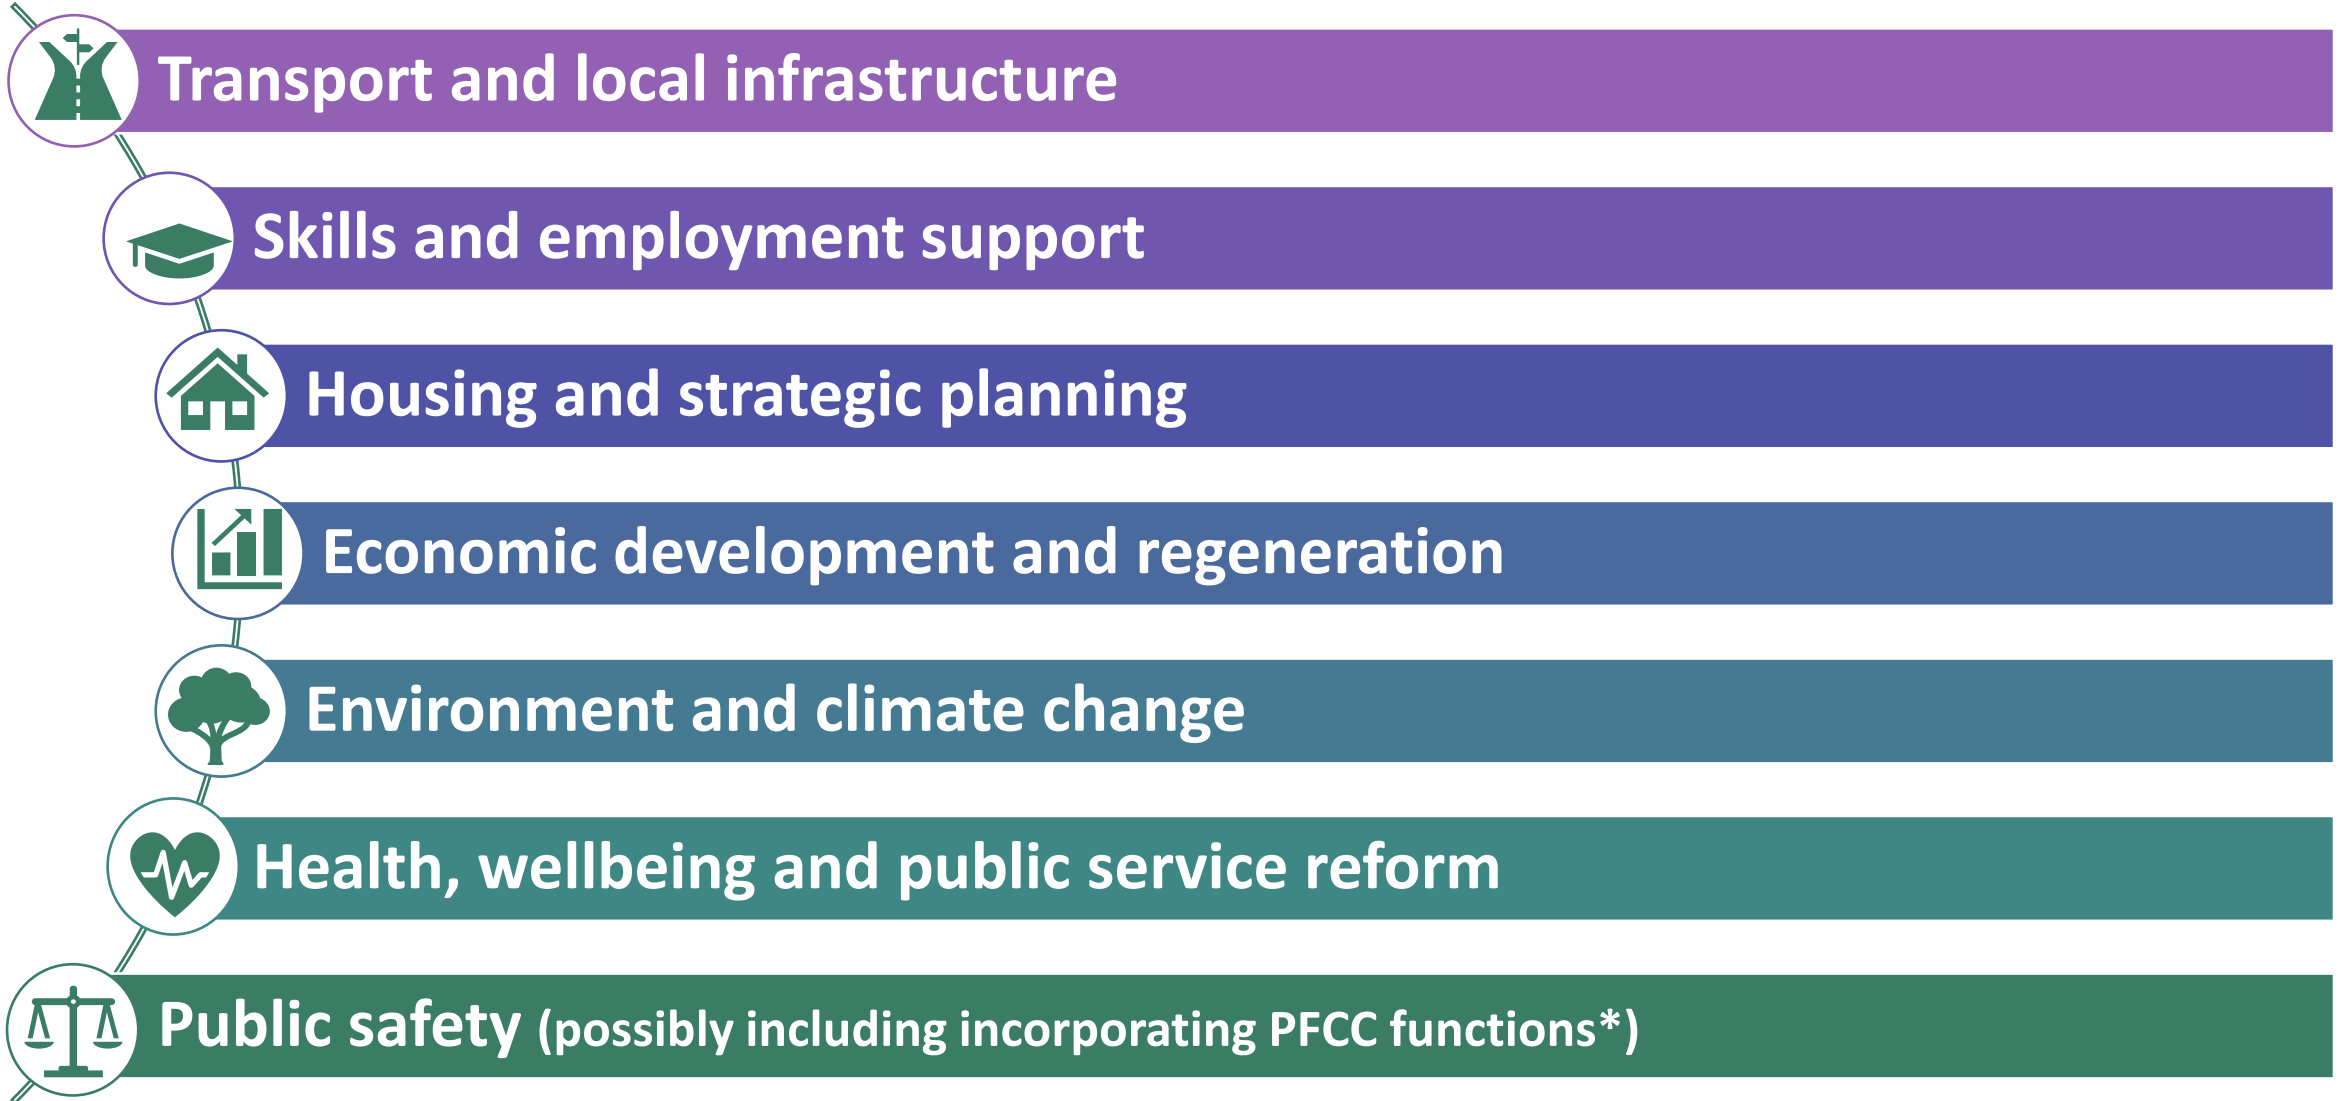 Transport and local infrastructure
Skills and employment support
Housing and strategic planning
Economic development and regeneration
Environment and climate change
Health, wellbeing and public service reform
Public safety (possibly including incorporating PFCC functions*)